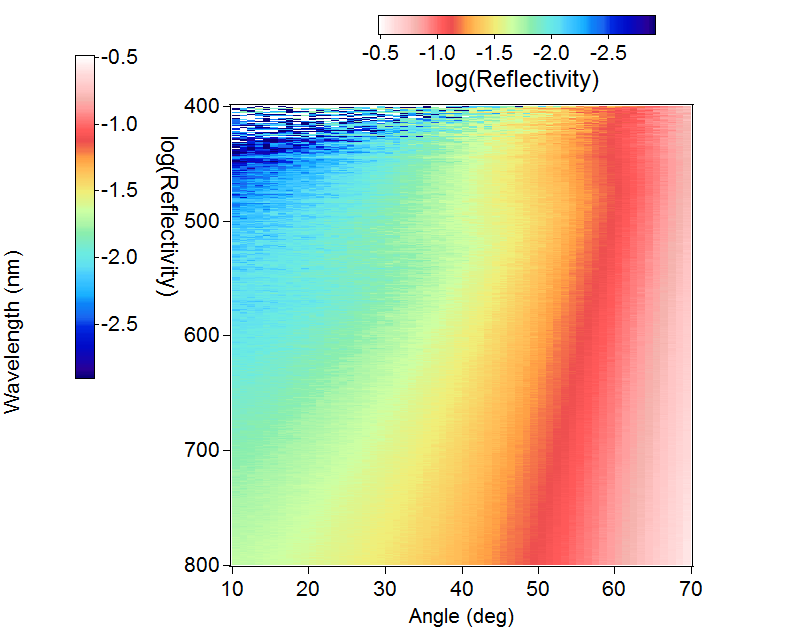 -0.5 -1.0 -1.5 -2.0 -2.5
log(Reflectivity)
-0.5
-1.0
-1.5
-2.0
-2.5
log(Reflectivity)
Wavelength (nm)
400
500
600
700
800
10 20 30 40 50 60 70
Angle (deg)